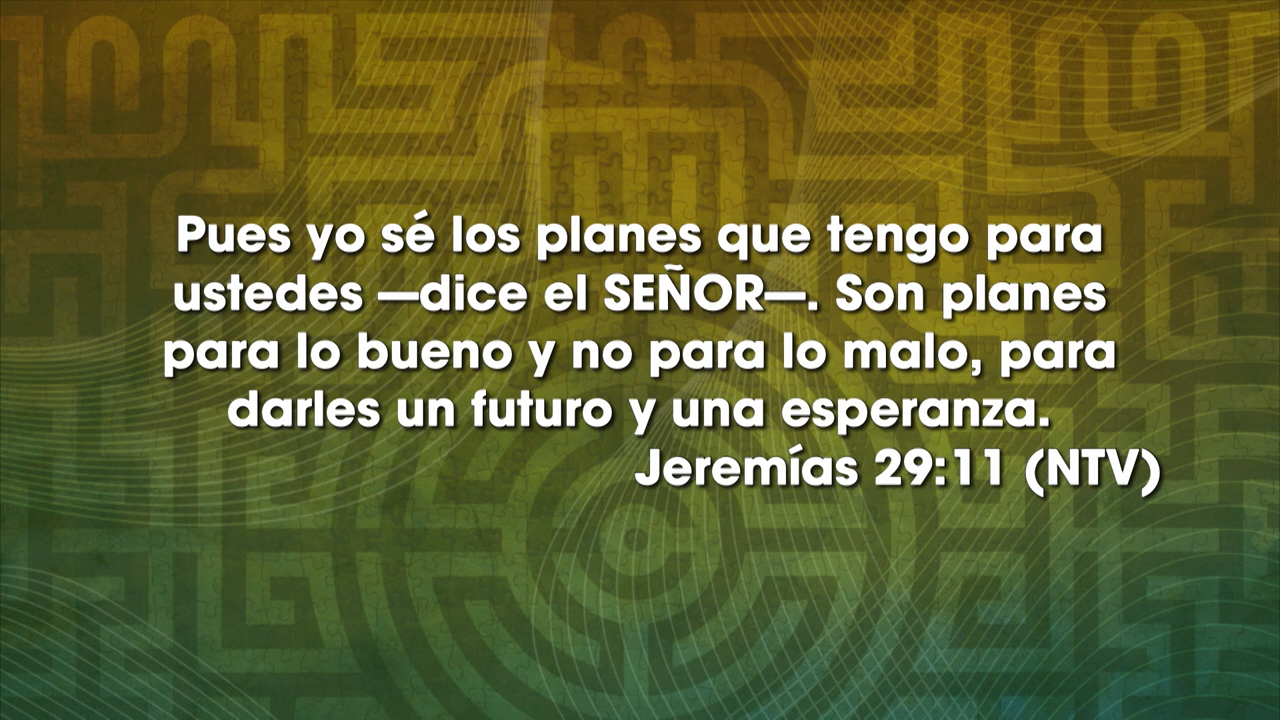 Pues yo sé los planes que tengo para
ustedes —dice el SEÑOR—. Son planes
para lo bueno y no para lo malo, para
darles un futuro y una esperanza.
Jeremías 29:11 (NTV)